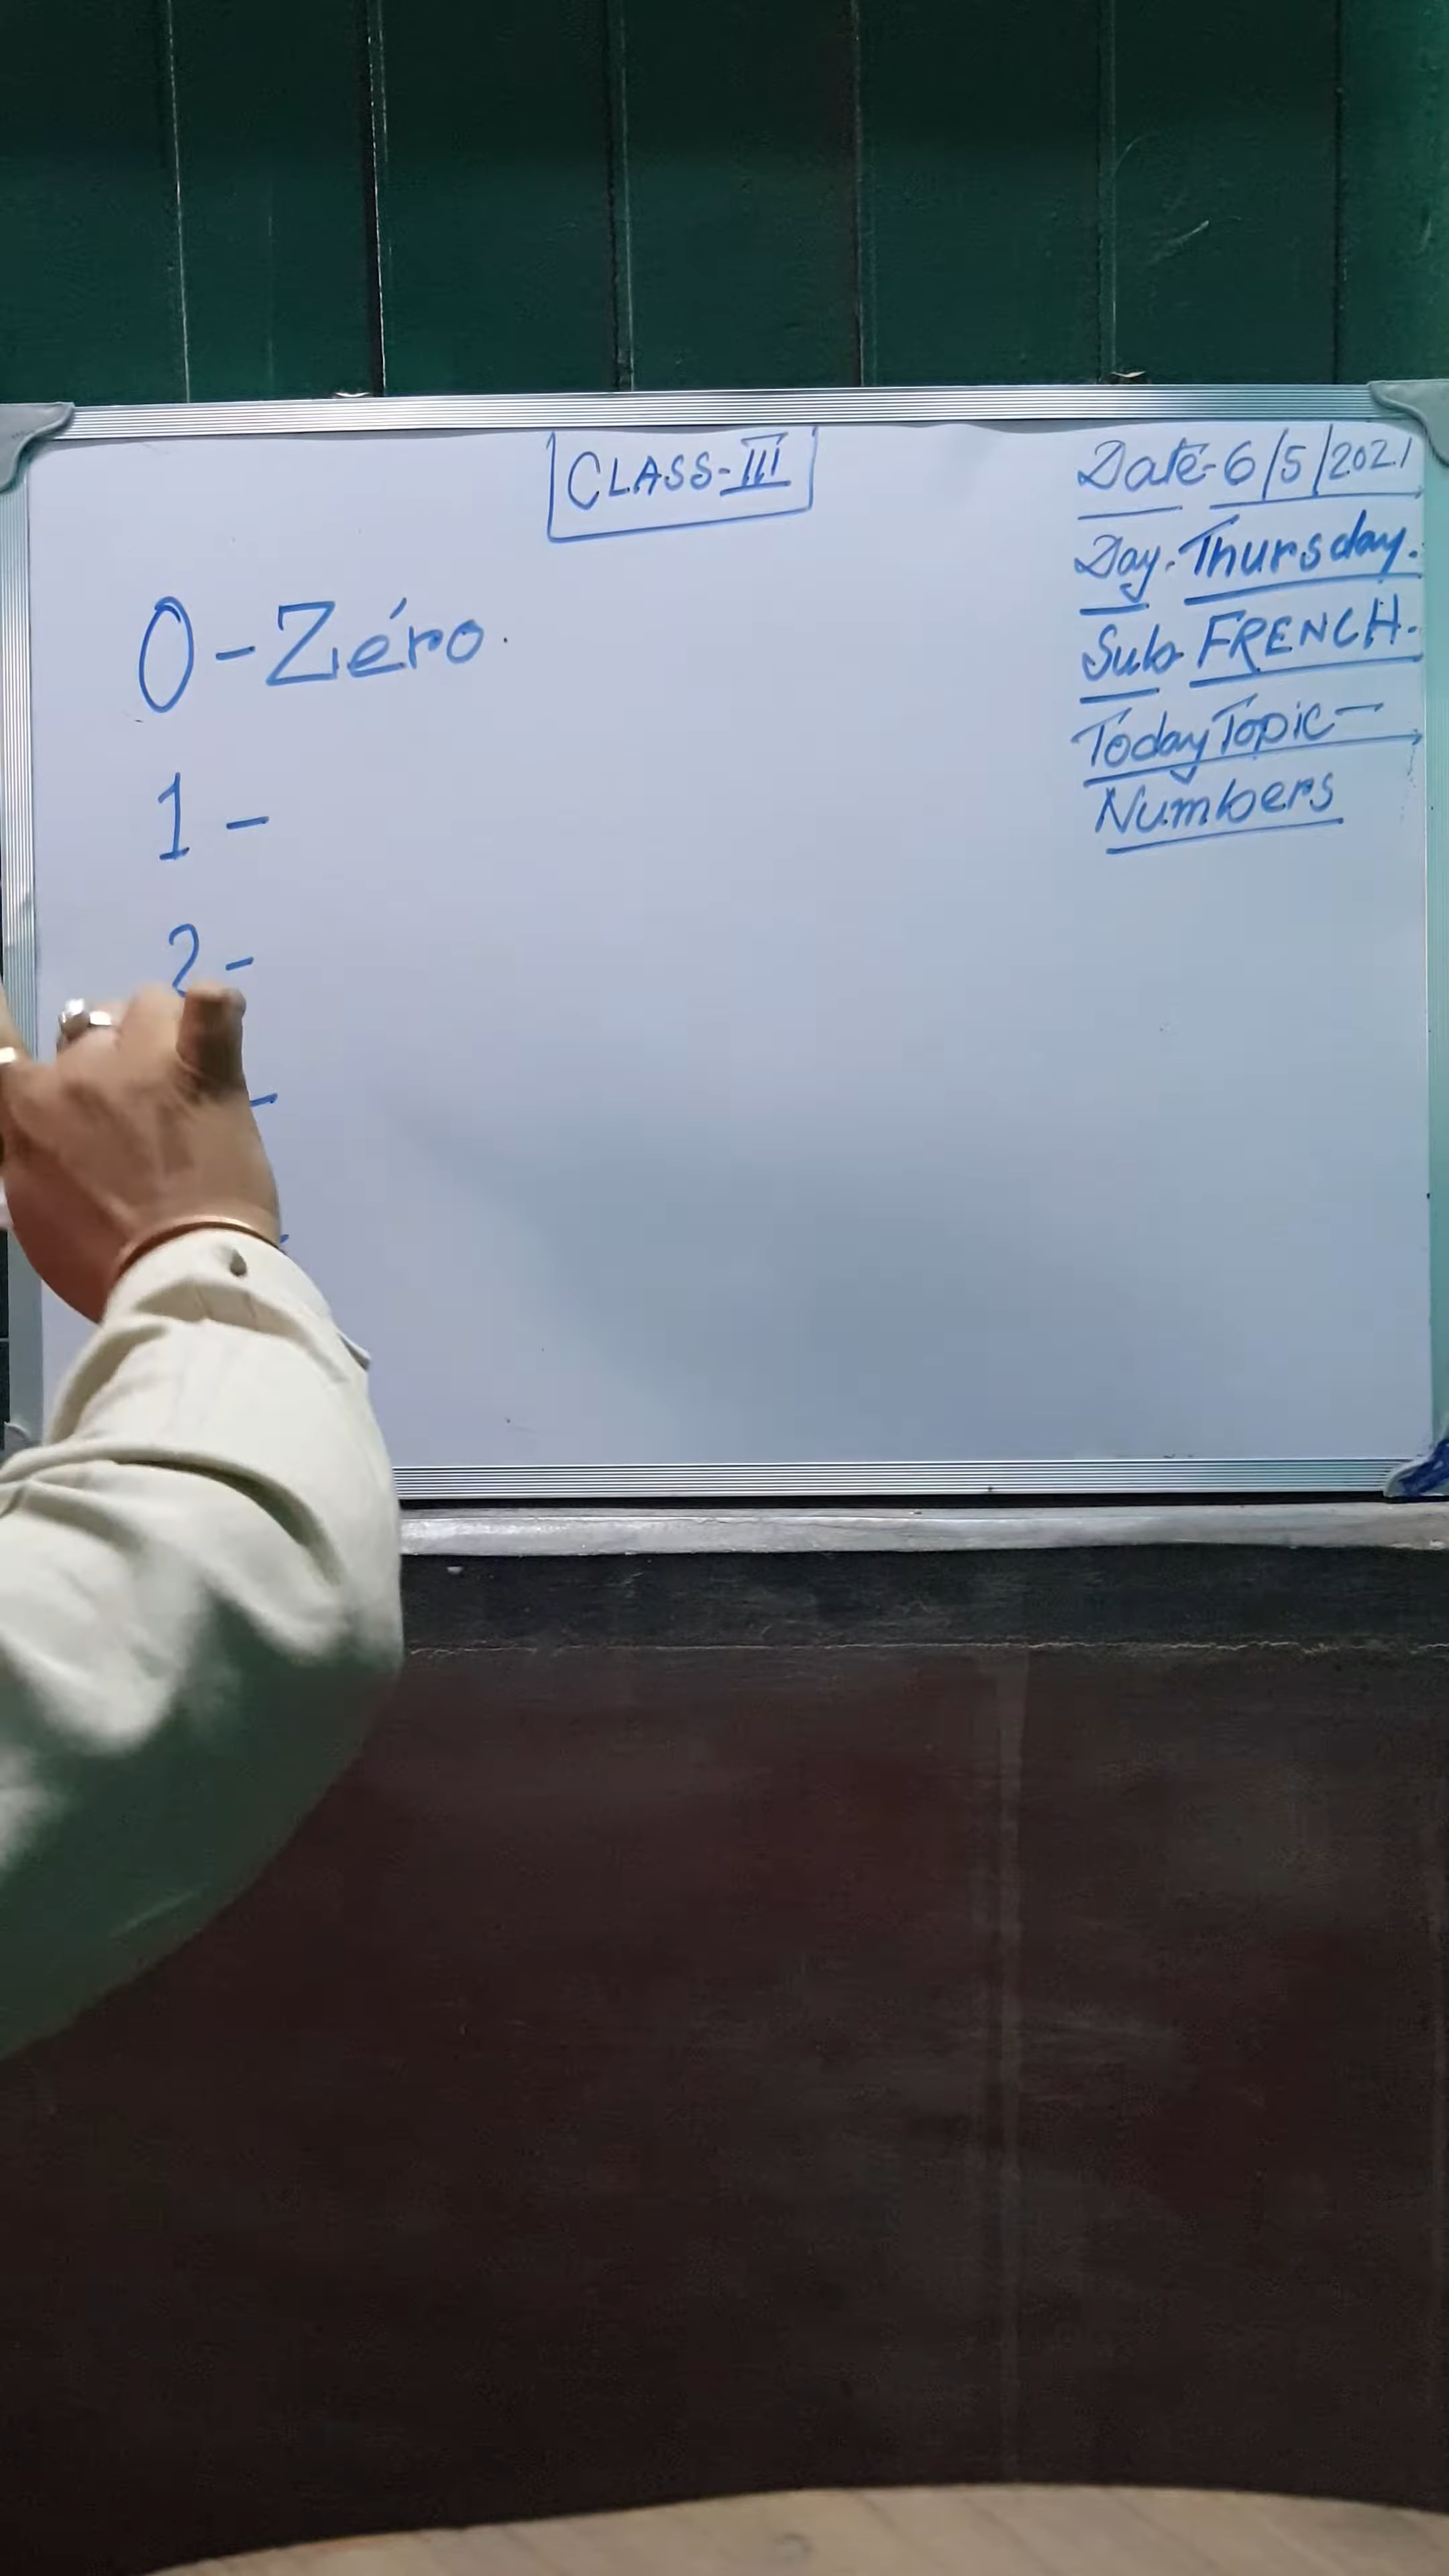 CLASS-III
Date-6/5/2021
Day-Thursday.
Sub-FRENCH-
Today Topic-
Numbers
0-Zéro.
1-
2-
-